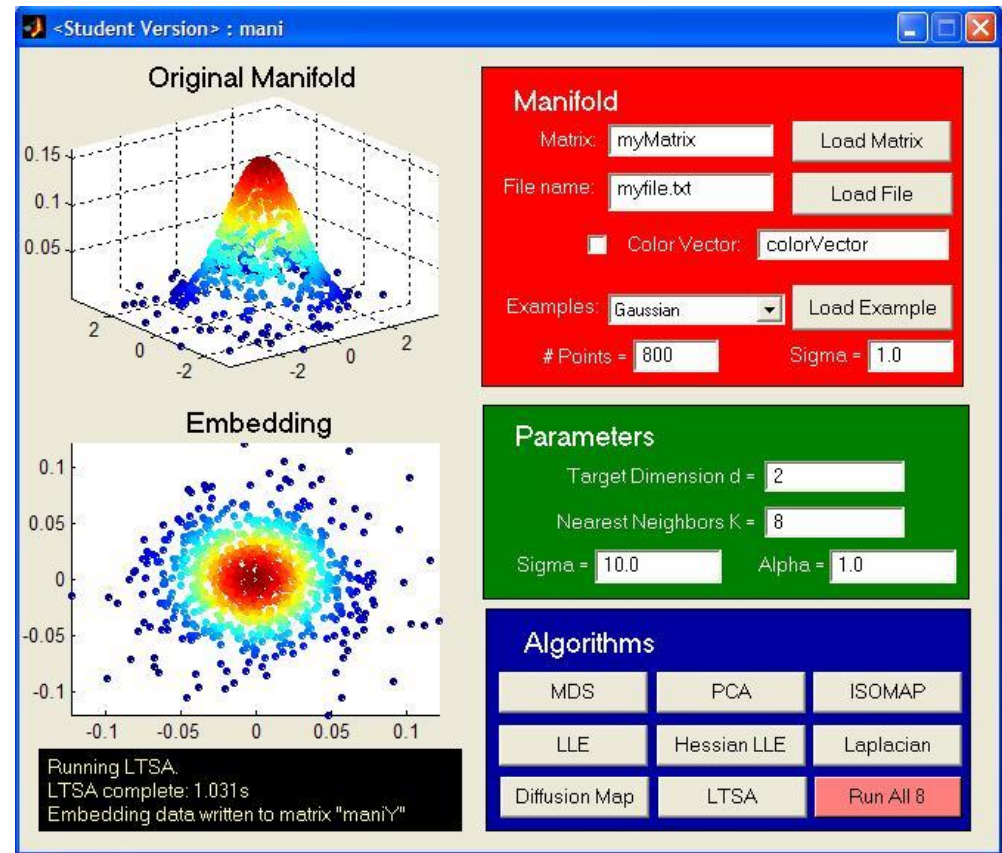 <Student Version> : mani
Original Manifold
0.15
0.1
0.05
2
0
-2
-2
0
2
Embedding
0.1
0.05
0
-0.05
-0.1
-0.1
-0.05
0
0.05
0.1
Running LTSA.
LTSA complete: 1.031s
Embedding data written to matrix "maniY"
Manifold
Matrix: myMatrix Load Matrix
File name: myfile.txt Load File
Color Vector: colorVector
Examples: Gaussian Load Example
# Points = 800 Sigma = 1.0
Parameters
Target Dimension d = 2
Nearest Neighbors K = 8
Sigma = 10.0 Alpha = 1.0
Algorithms
MDS PCA ISOMAP
LLE Hessian LLE Laplacian
Diffusion Map LTSA Run All 8